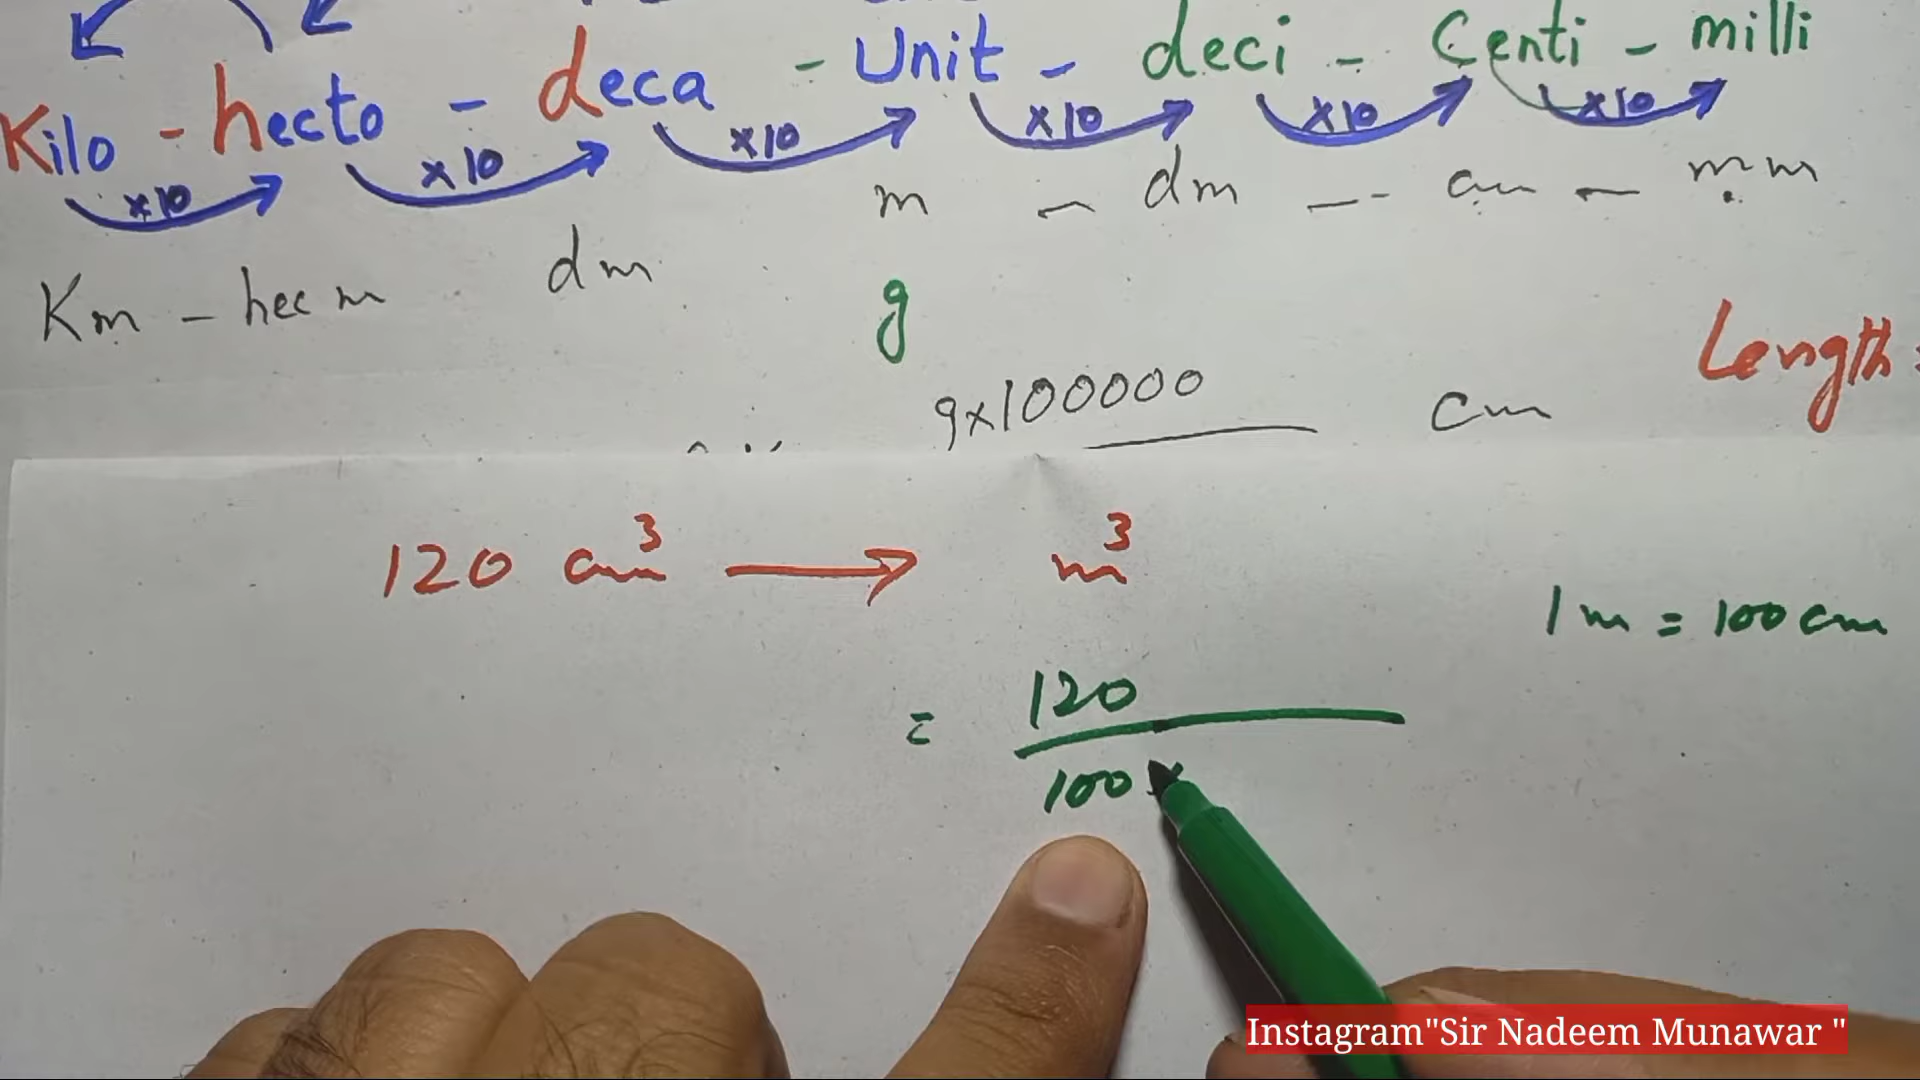 Kilo - hecto - deca - Unit - deci - Centi - milli
×10 ×10 ×10 ×10 ×10 ×10
m - dm - cm - mm
Km - hec m dm
g
Length
9×100000 cm
120 cm³ → m³
1 m = 100 cm
= 120
100 ×
Instagram"Sir Nadeem Munawar "